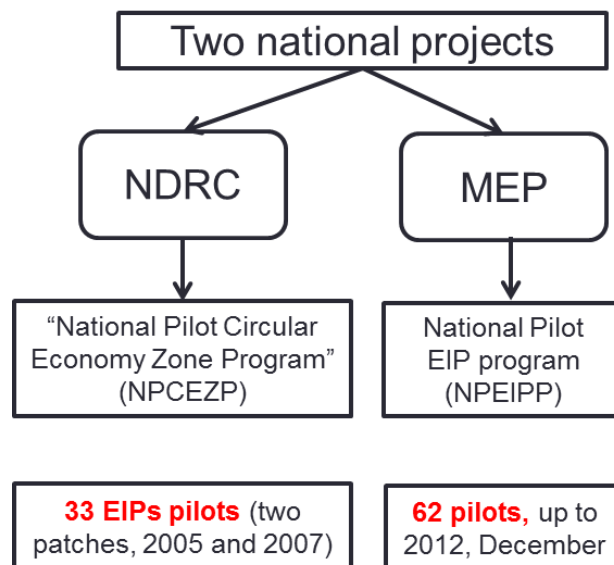 Two national projects
NDRC
MEP
“National Pilot Circular
Economy Zone Program”
(NPCEZP)
National Pilot
EIP program
(NPEIPP)
33 EIPs pilots (two
patches, 2005 and 2007)
62 pilots, up to
2012, December